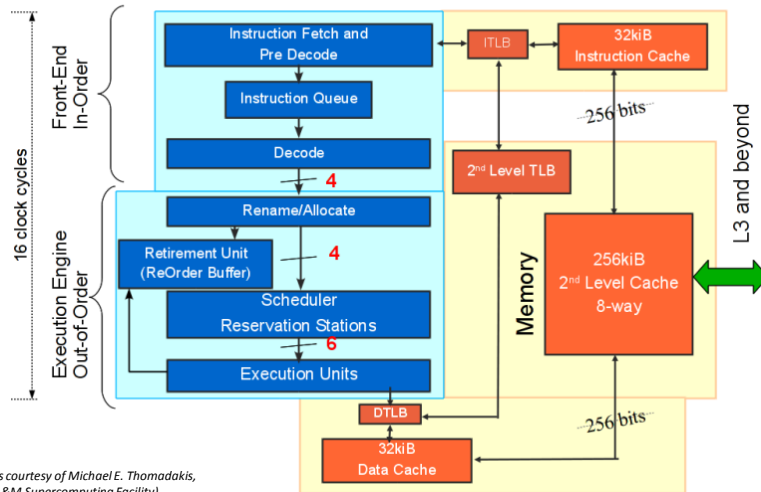 Instruction Fetch and
Pre Decode
ITLB
32kiB
Instruction Cache
Front-End
In-Order
Instruction Queue
256 bits
Decode
4
2nd Level TLB
16 clock cycles
L3 and beyond
Rename/Allocate
Retirement Unit
(ReOrder Buffer)
4
Execution Engine
Out-of-Order
Scheduler
Reservation Stations
6
Execution Units
Memory
256kiB
2nd Level Cache
8-way
DTLB
256 bits
32kiB
Data Cache
s courtesy of Michael E. Thomadakis,
&M Supercomputing Facility)